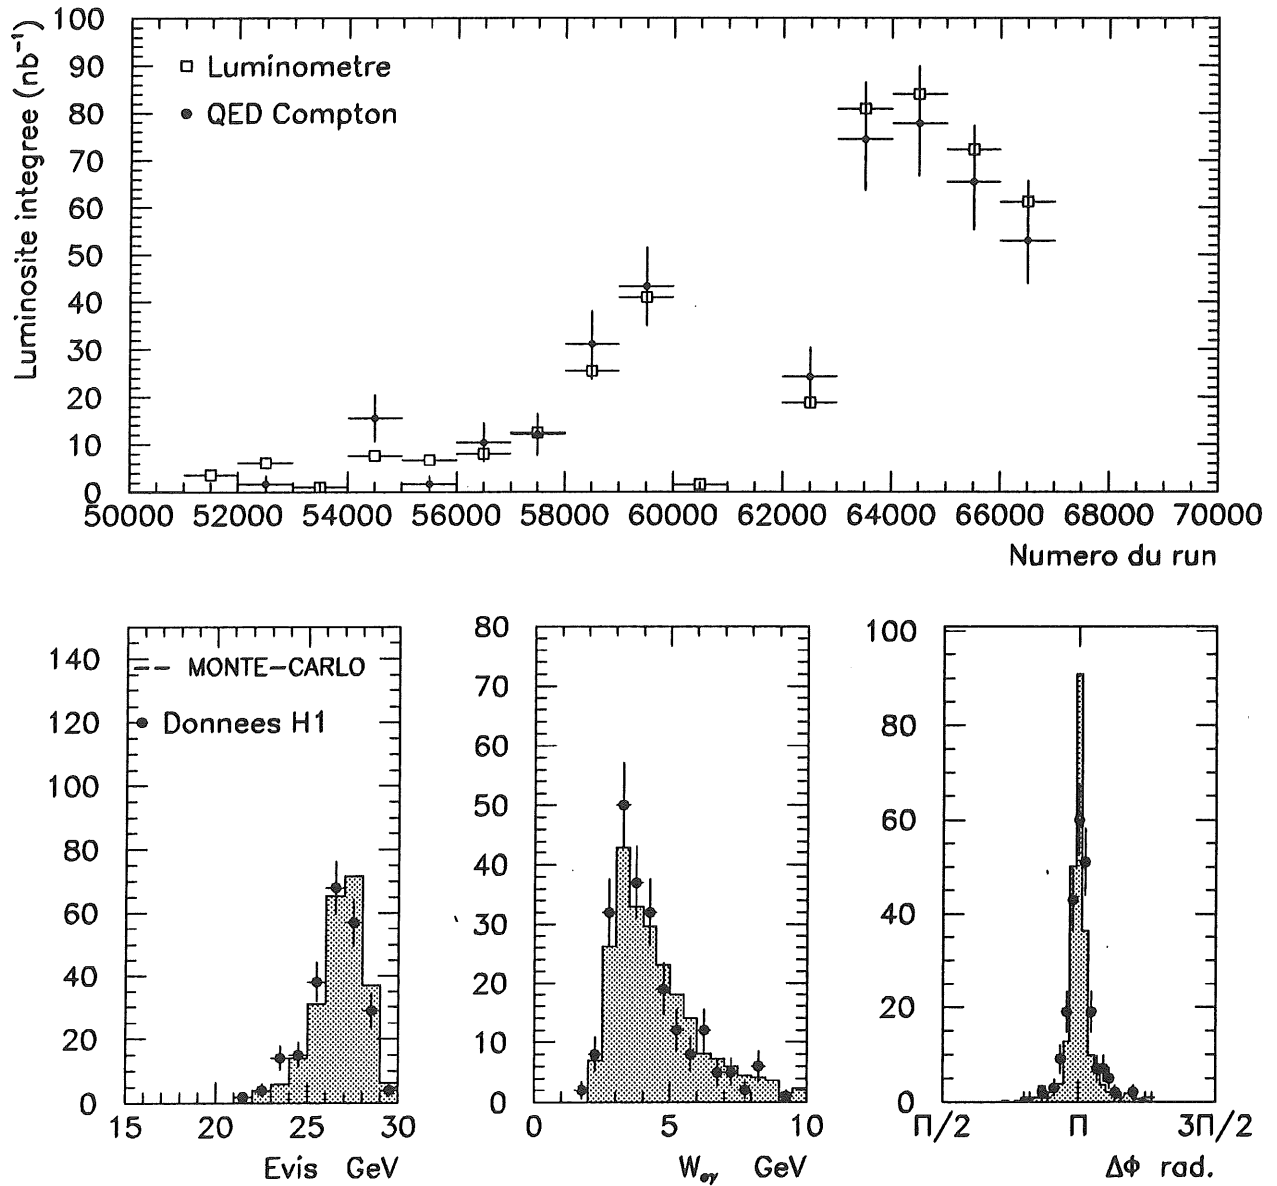 Luminosite integree (nb⁻¹)
100
90
80
70
60
50
40
30
20
10
0
Luminometre
QED Compton
50000 52000 54000 56000 58000 60000 62000 64000 66000 68000 70000
Numero du run
140
120
100
80
60
40
20
0
-- MONTE-CARLO
Donnees H1
15 20 25 30
Evis GeV
80
70
60
50
40
30
20
10
0
0 5 10
W_eγ GeV
100
80
60
40
20
0
Π/2 Π 3Π/2
ΔΦ rad.